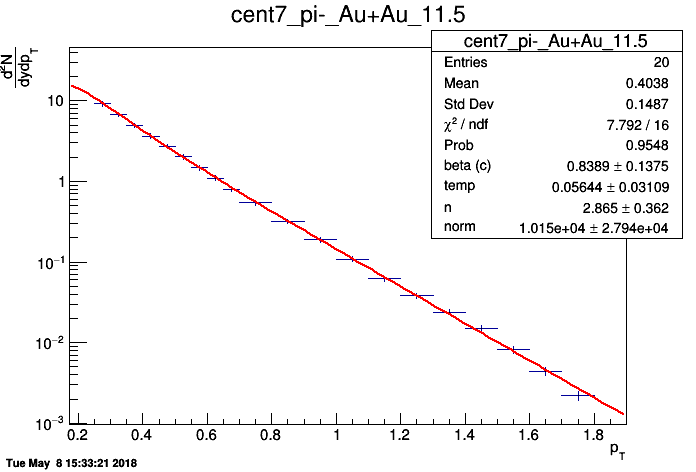 cent7_pi-_Au+Au_11.5
d²N
dydp_T
cent7_pi-_Au+Au_11.5
Entries 20
Mean 0.4038
Std Dev 0.1487
χ² / ndf 7.792 / 16
Prob 0.9548
beta (c) 0.8389 ± 0.1375
temp 0.05644 ± 0.03109
n 2.865 ± 0.362
norm 1.015e+04 ± 2.794e+04
10
1
10⁻¹
10⁻²
10⁻³
0.2 0.4 0.6 0.8 1 1.2 1.4 1.6 1.8
p_T
Tue May 8 15:33:21 2018